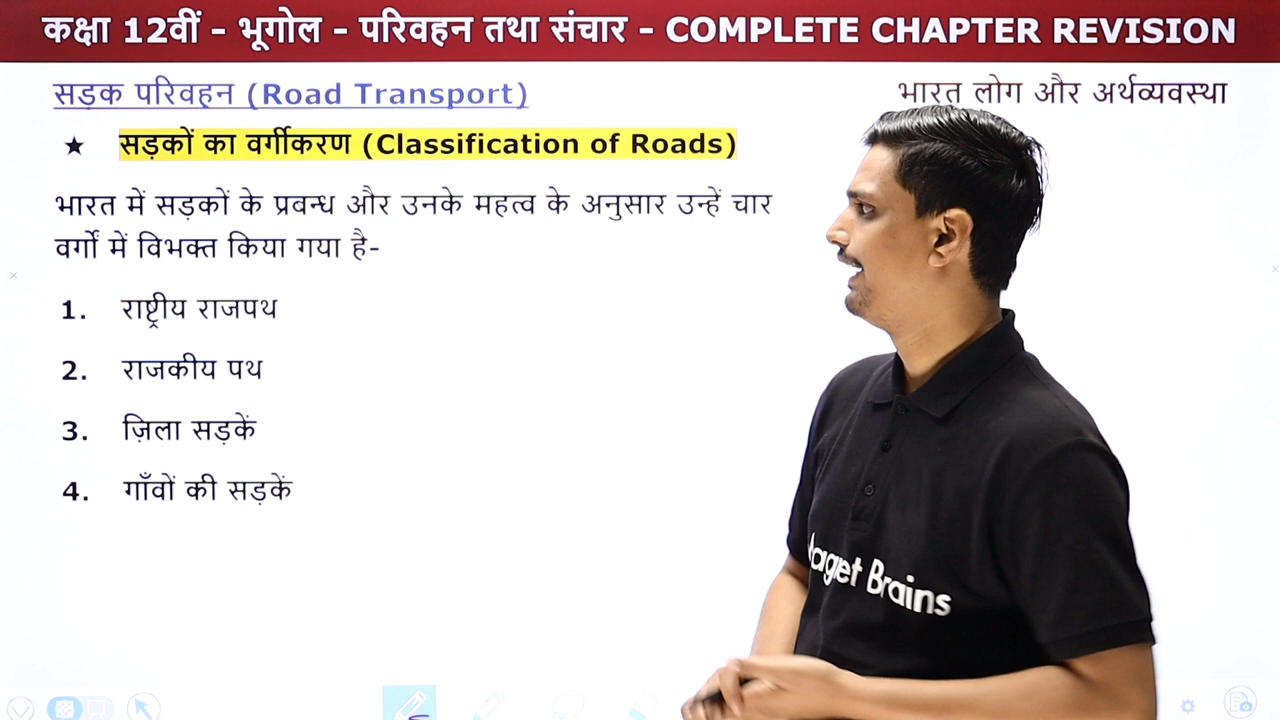 कक्षा 12वीं - भूगोल - परिवहन तथा संचार - COMPLETE CHAPTER REVISION
सड़क परिवहन (Road Transport)
भारत लोग और अर्थव्यवस्था
★ सड़कों का वर्गीकरण (Classification of Roads)
भारत में सड़कों के प्रबन्ध और उनके महत्व के अनुसार उन्हें चार
वर्गों में विभक्त किया गया है-
1. राष्ट्रीय राजपथ
2. राजकीय पथ
3. ज़िला सड़कें
4. गाँवों की सड़कें
Brains